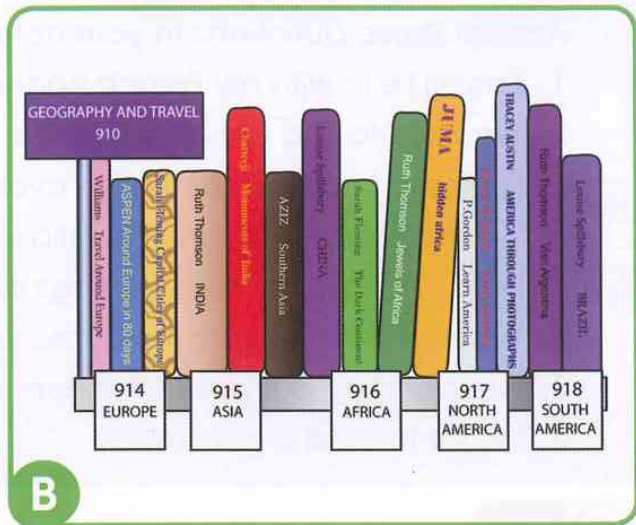 GEOGRAPHY AND TRAVEL
910
Williams Travel Around Europe
ASPEN Around Europe in 80 days
Sarah Fleming Capital Cities of Europe
Ruth Thomson INDIA
Chatterji Monuments of India
AZIZ Southern Asia
Louise Spilsbury CHINA
Sarah Fleming The Dark Continent
Ruth Thomson Jewels of Africa
JUMA hidden africa
P.Gordon Learn America
TRACEY AUSTIN AMERICA THROUGH PHOTOGRAPHS
Ruth Thomson Visit Argentina
Louise Spilsbury BRAZIL
914
EUROPE
915
ASIA
916
AFRICA
917
NORTH
AMERICA
918
SOUTH
AMERICA
B